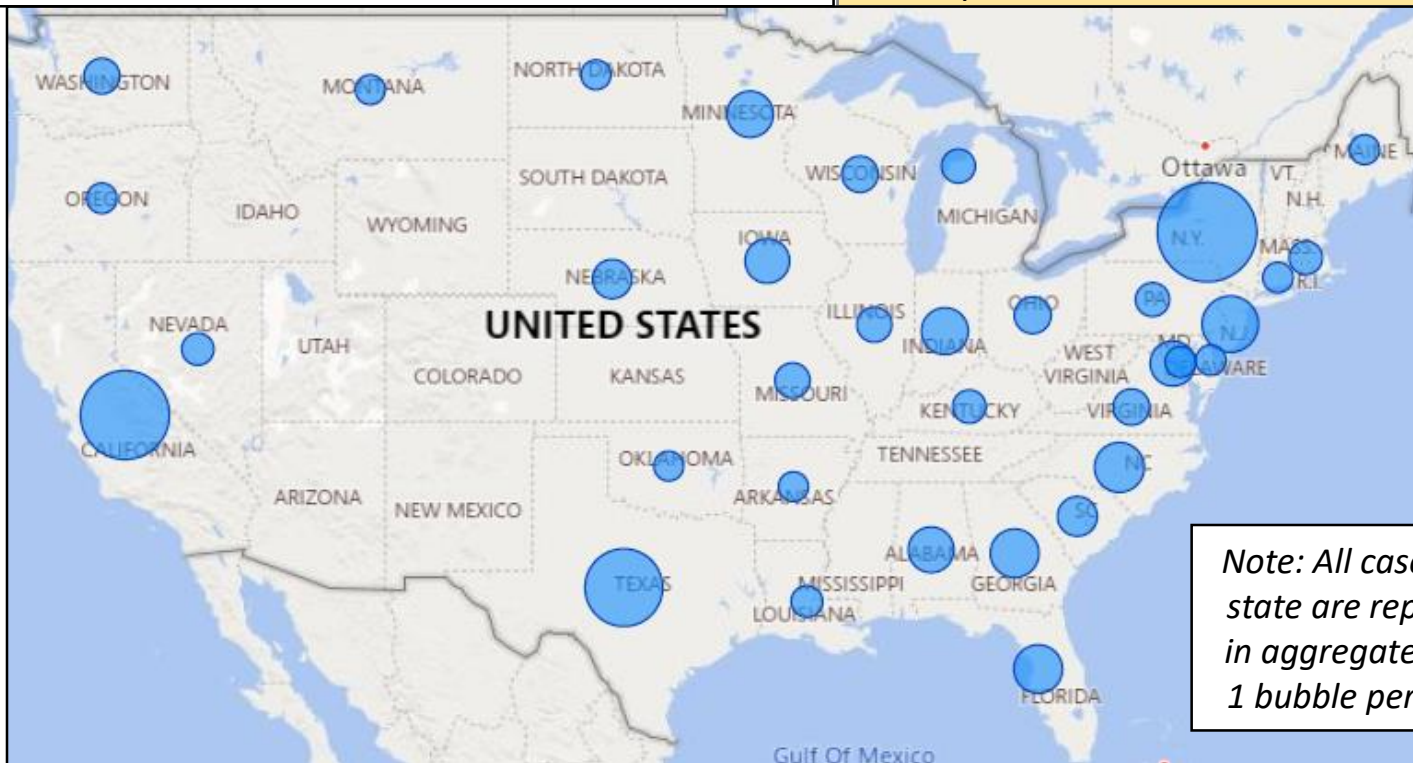 WASHINGTON
MONTANA
NORTH DAKOTA
MINNESOTA
OREGON
IDAHO
WYOMING
SOUTH DAKOTA
WISCONSIN
MICHIGAN
Ottawa
VT.
MAINE
N.H.
N.Y.
MASS.
R.I.
NEVADA
UTAH
NEBRASKA
IOWA
UNITED STATES
COLORADO
KANSAS
ILLINOIS
INDIANA
OHIO
PA
N.J.
MD.
DELAWARE
WEST
VIRGINIA
VIRGINIA
MISSOURI
KENTUCKY
CALIFORNIA
ARIZONA
NEW MEXICO
OKLAHOMA
ARKANSAS
TENNESSEE
NC
SC
TEXAS
LOUISIANA
MISSISSIPPI
ALABAMA
GEORGIA
FLORIDA
Gulf Of Mexico
Note: All cas
state are rep
in aggregate
1 bubble per